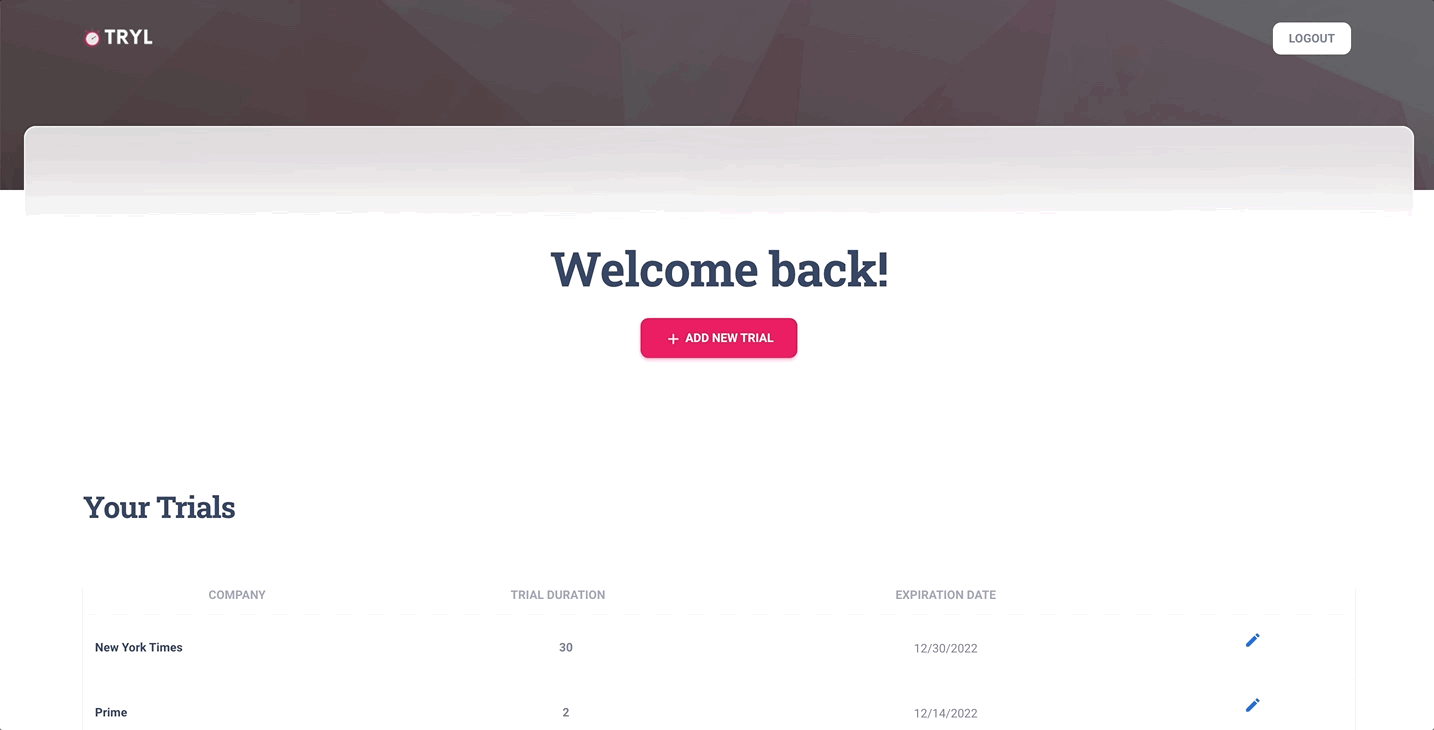 TRYL
LOGOUT
Welcome back!
+ ADD NEW TRIAL
Your Trials
COMPANY TRIAL DURATION EXPIRATION DATE
New York Times 30 12/30/2022
Prime 2 12/14/2022